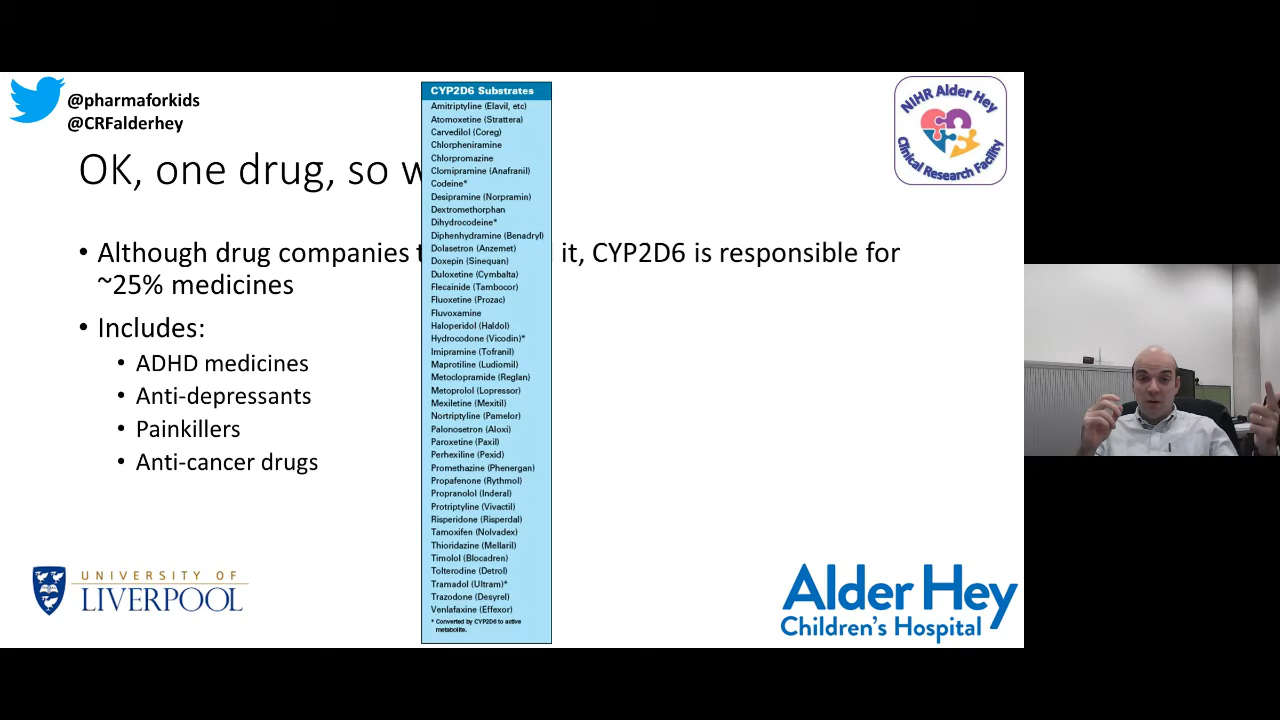 @pharmaforkids
@CRFalderhey
OK, one drug, so w
• Although drug companies t it, CYP2D6 is responsible for
~25% medicines
• Includes:
• ADHD medicines
• Anti-depressants
• Painkillers
• Anti-cancer drugs
CYP2D6 Substrates
Amitriptyline (Elavil, etc)
Atomoxetine (Strattera)
Carvedilol (Coreg)
Chlorpheniramine
Chlorpromazine
Clomipramine (Anafranil)
Codeine*
Desipramine (Norpramin)
Dextromethorphan
Dihydrocodeine*
Diphenhydramine (Benadryl)
Dolasetron (Anzemet)
Doxepin (Sinequan)
Duloxetine (Cymbalta)
Flecainide (Tambocor)
Fluoxetine (Prozac)
Fluvoxamine
Haloperidol (Haldol)
Hydrocodone (Vicodin)*
Imipramine (Tofranil)
Maprotiline (Ludiomil)
Metoclopramide (Reglan)
Metoprolol (Lopressor)
Mexiletine (Mexitil)
Nortriptyline (Pamelor)
Palonosetron (Aloxi)
Paroxetine (Paxil)
Perhexiline (Pexid)
Promethazine (Phenergan)
Propafenone (Rythmol)
Propranolol (Inderal)
Protriptyline (Vivactil)
Risperidone (Risperdal)
Tamoxifen (Nolvadex)
Thioridazine (Mellaril)
Timolol (Blocadren)
Tolterodine (Detrol)
Tramadol (Ultram)*
Trazodone (Desyrel)
Venlafaxine (Effexor)
* Converted by CYP2D6 to active
metabolite.
NIHR Alder Hey
Clinical Research Facility
UNIVERSITY OF
LIVERPOOL
Alder Hey
Children's Hospital